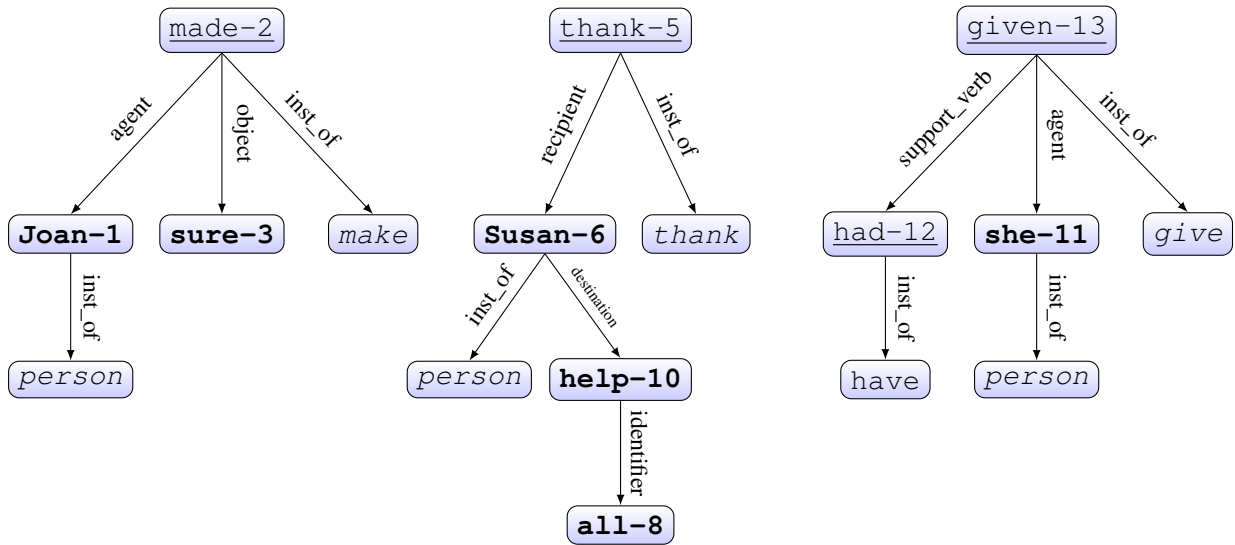 made-2 thank-5 given-13
agent object inst_of recipient inst_of support_verb agent inst_of
Joan-1 sure-3 make Susan-6 thank had-12 she-11 give
inst_of inst_of destination inst_of inst_of
person person help-10 have person
identifier
all-8